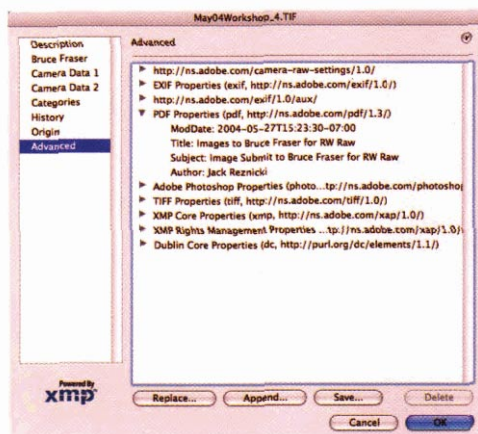 May04Workshop_4.TIF
Description
Bruce Fraser
Camera Data 1
Camera Data 2
Categories
History
Origin
Advanced
Advanced
http://ns.adobe.com/camera-raw-settings/1.0/
EXIF Properties (exif, http://ns.adobe.com/exif/1.0/)
http://ns.adobe.com/exif/1.0/aux/
PDF Properties (pdf, http://ns.adobe.com/pdf/1.3/)
ModDate: 2004-05-27T15:23:30-07:00
Title: Images to Bruce Fraser for RW Raw
Subject: Image Submit to Bruce Fraser for RW Raw
Author: Jack Reznicki
Adobe Photoshop Properties (photo...tp://ns.adobe.com/photoshop
TIFF Properties (tiff, http://ns.adobe.com/tiff/1.0/)
XMP Core Properties (xmp, http://ns.adobe.com/xap/1.0/)
XMP Rights Management Properties ...tp://ns.adobe.com/xap/1.0/
Dublin Core Properties (dc, http://purl.org/dc/elements/1.1/)
Powered By
xmp
Replace...
Append...
Save...
Delete
Cancel
OK